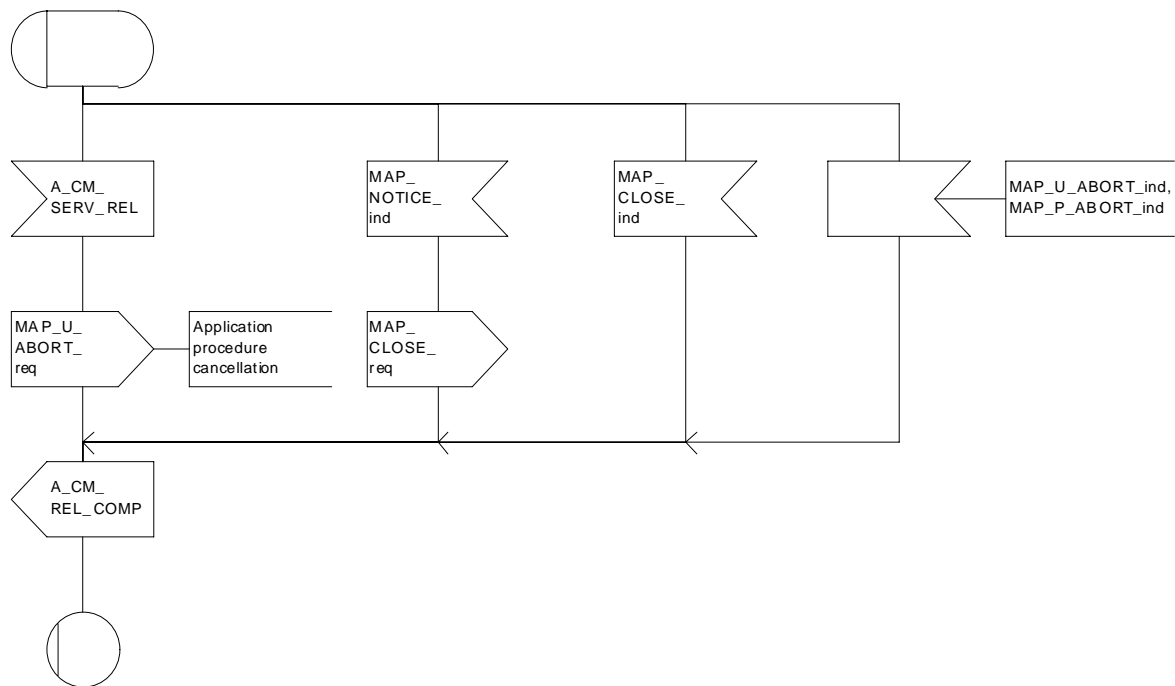 A_CM_
SERV_REL
MAP_
NOTICE_
ind
MAP_
CLOSE_
ind
MAP_U_ABORT_ind,
MAP_P_ABORT_ind
MAP_U_
ABORT_
req
Application
procedure
cancellation
MAP_
CLOSE_
req
A_CM_
REL_COMP